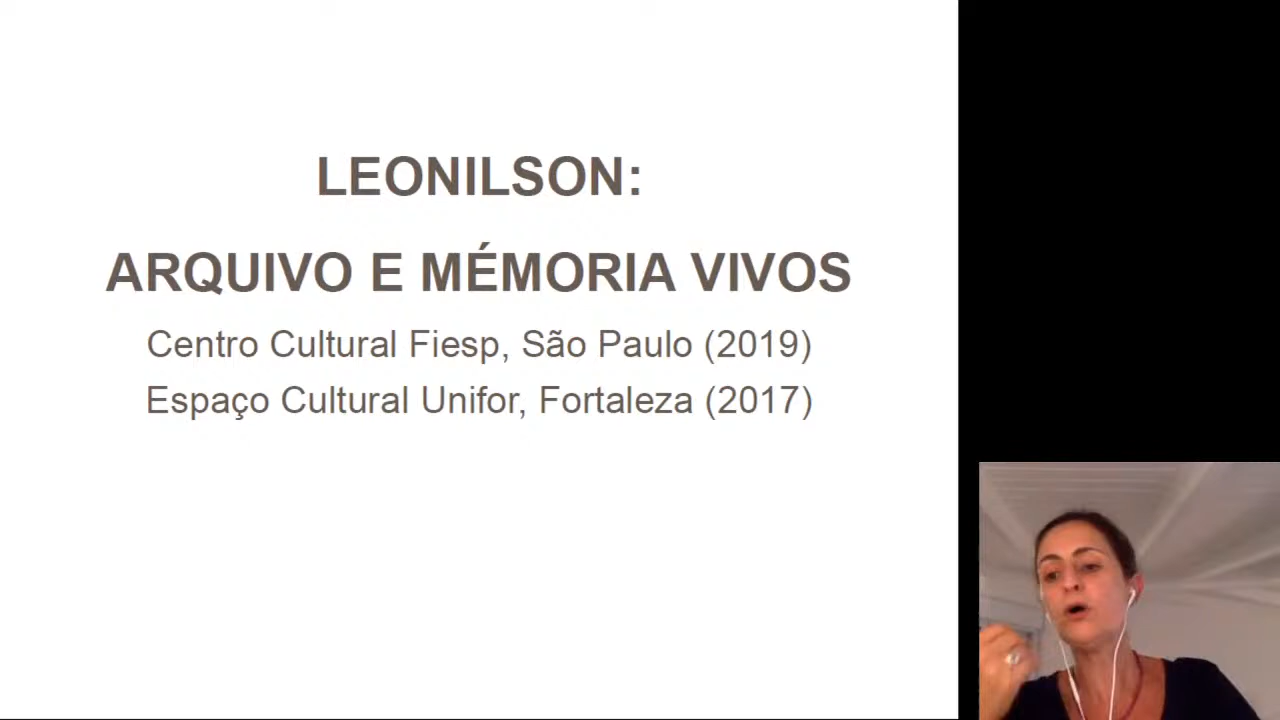 LEONILSON:
ARQUIVO E MÉMORIA VIVOS
Centro Cultural Fiesp, São Paulo (2019)
Espaço Cultural Unifor, Fortaleza (2017)